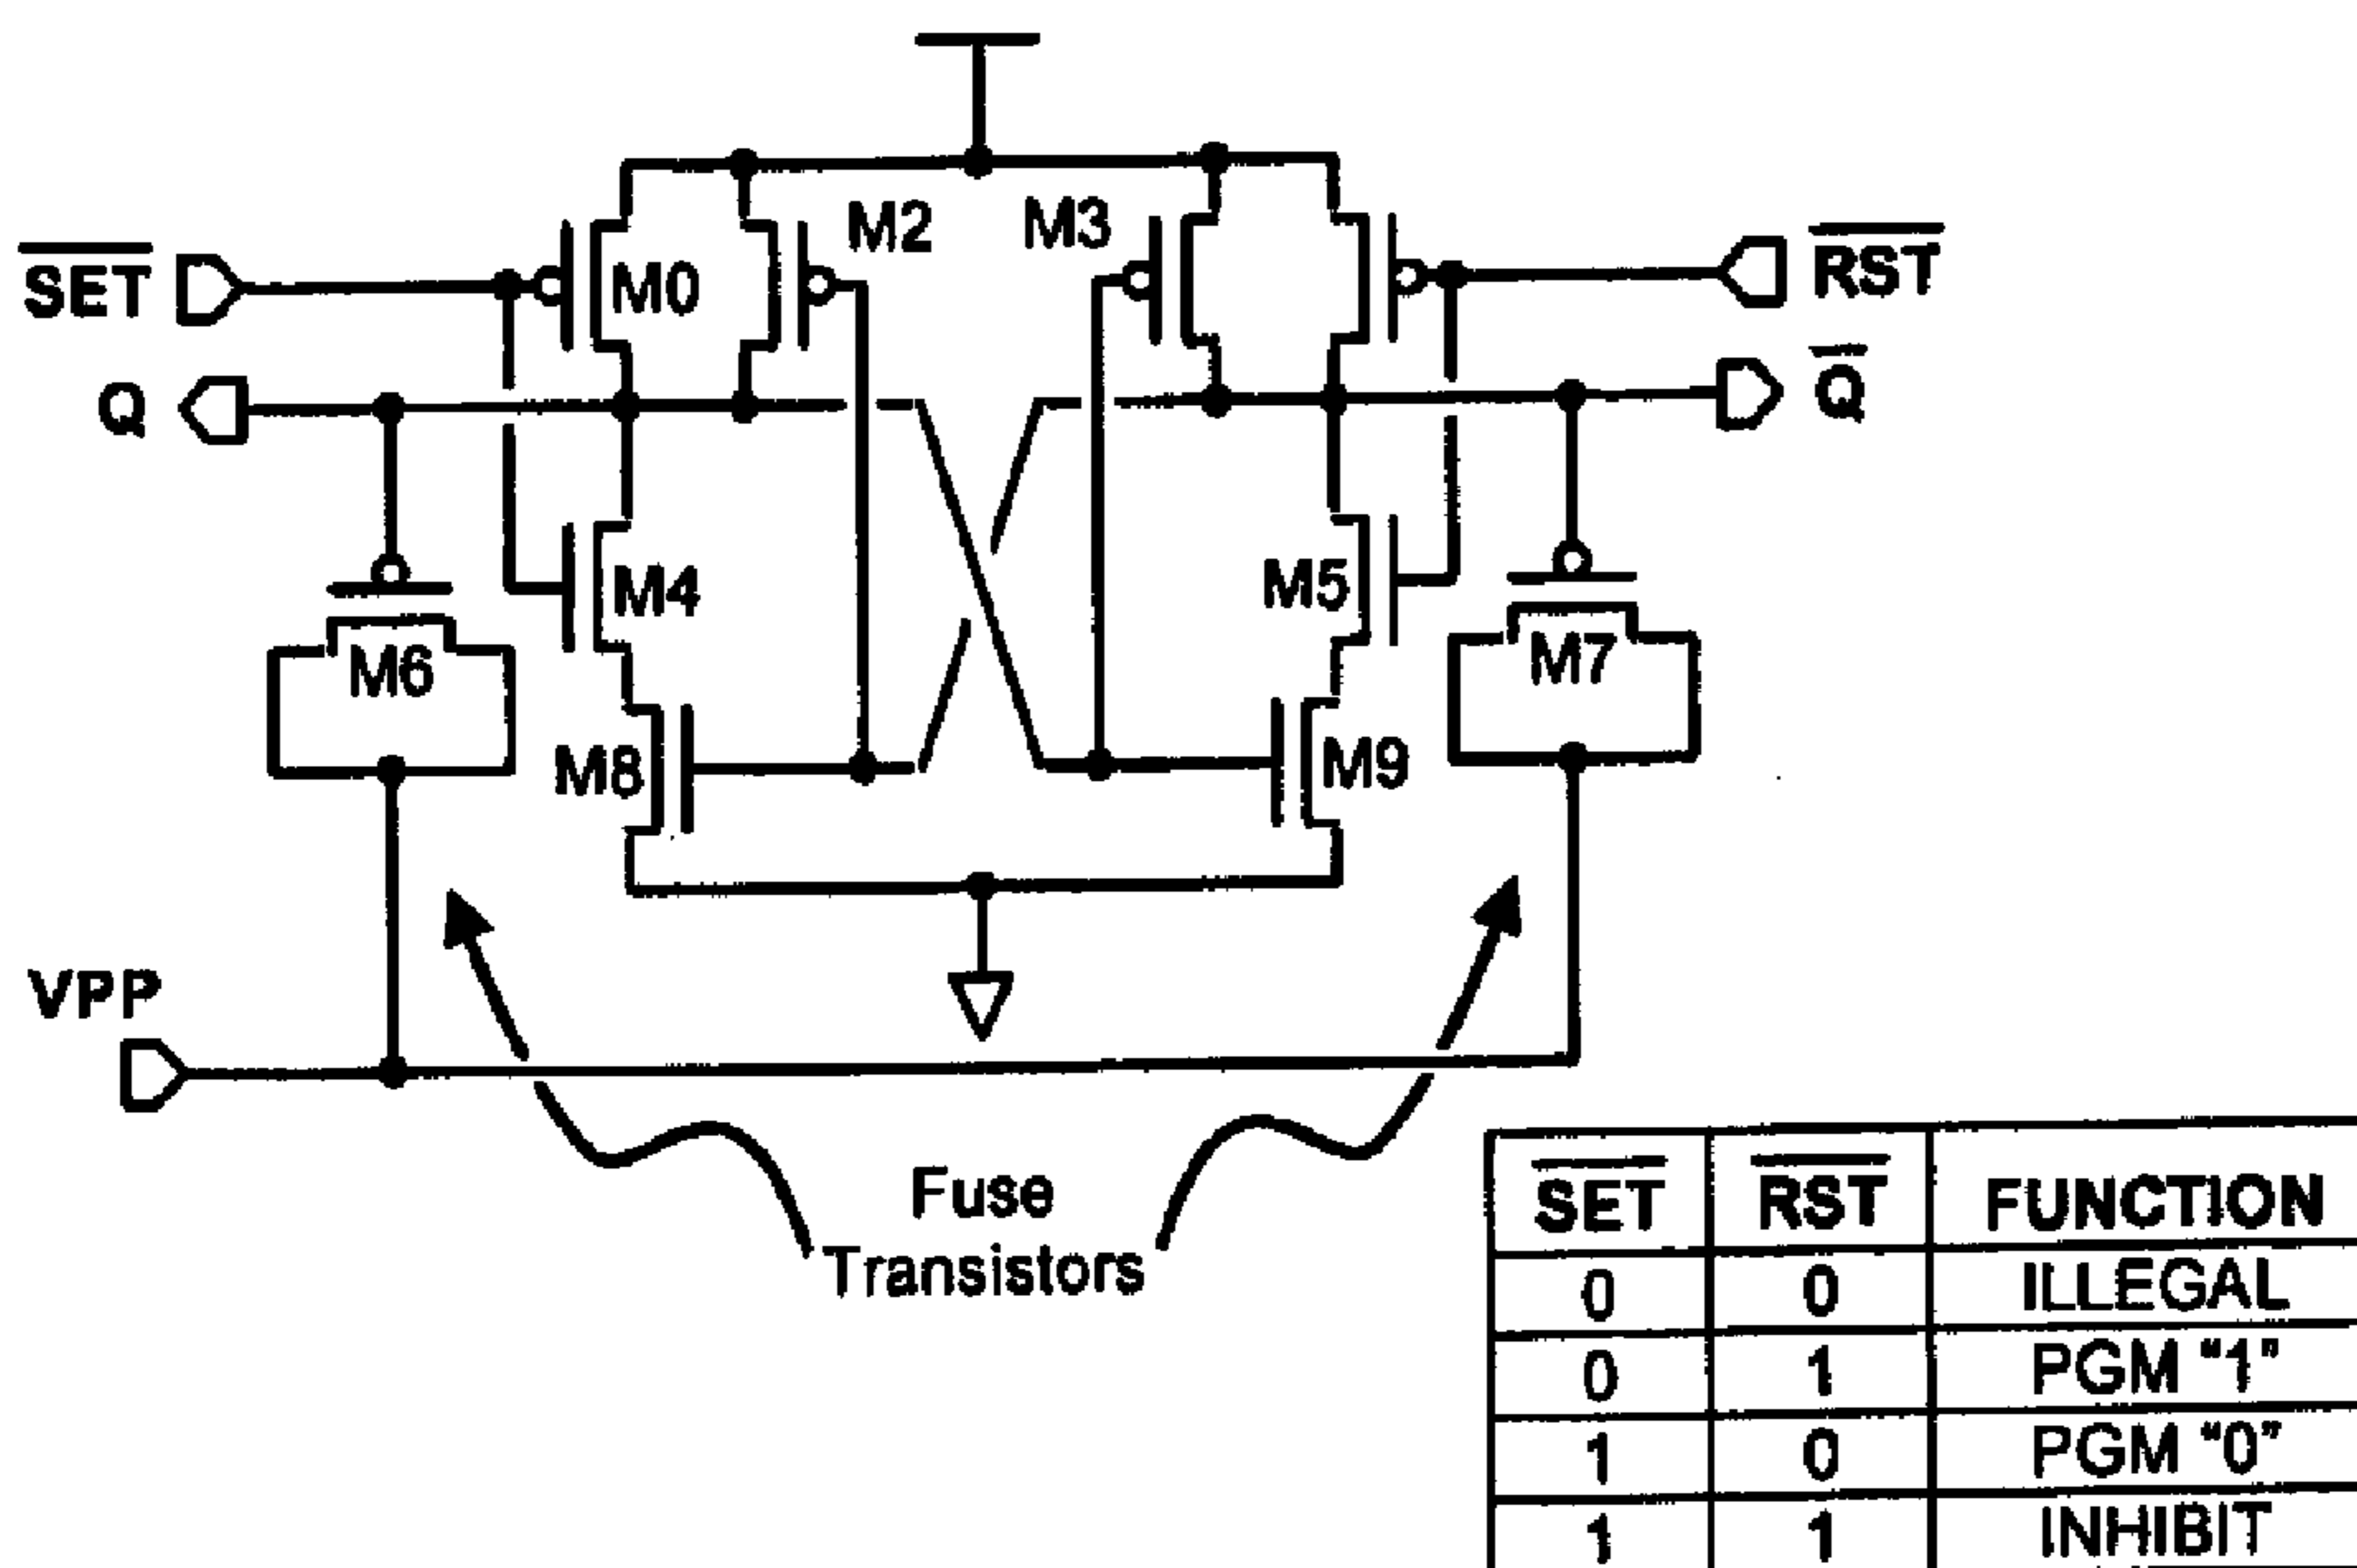 M2
M3
SET
M0
RST
Q
Q
M4
M5
M6
M7
M8
M9
VPP
Fuse
Transistors
SET RST FUNCTION
0 0 ILLEGAL
0 1 PGM “1”
1 0 PGM “0”
1 1 INHIBIT